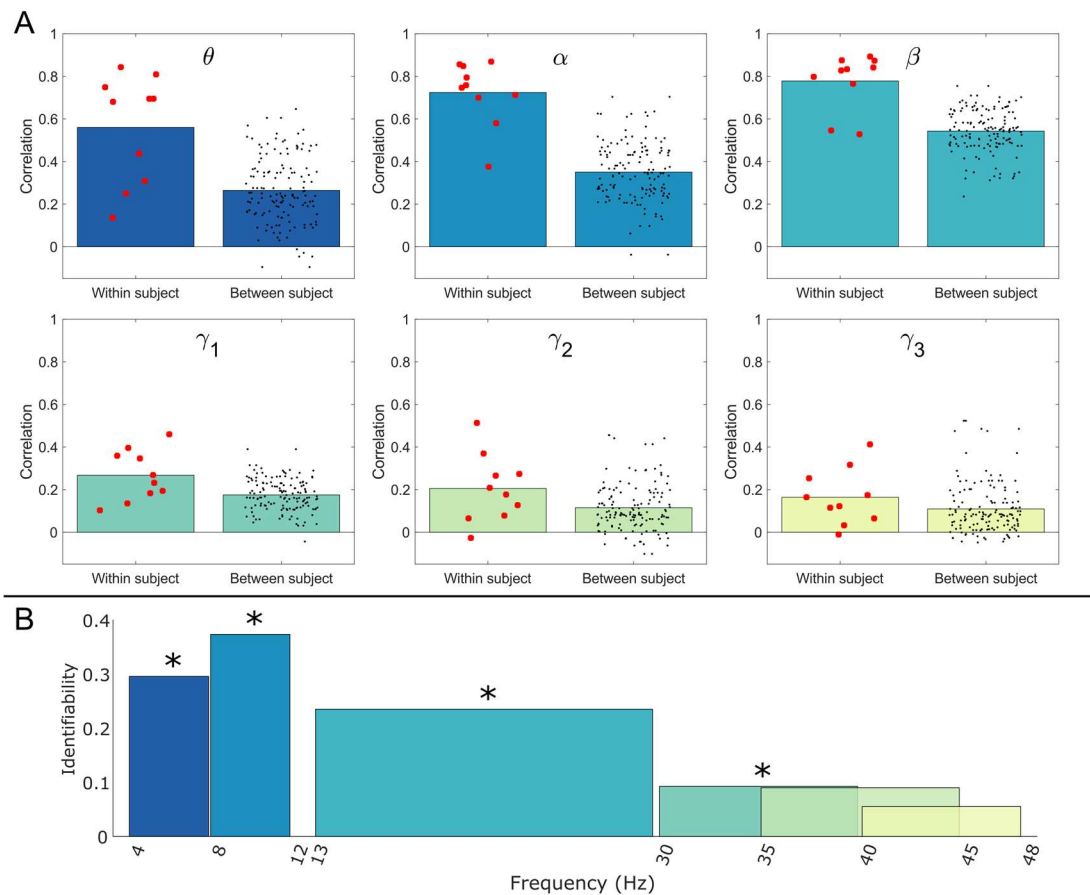 A
θ
α
β
1
0.8
0.6
0.4
0.2
0
Correlation
Within subject
Between subject
1
0.8
0.6
0.4
0.2
0
Correlation
Within subject
Between subject
1
0.8
0.6
0.4
0.2
0
Correlation
Within subject
Between subject
γ1
γ2
γ3
1
0.8
0.6
0.4
0.2
0
Correlation
Within subject
Between subject
1
0.8
0.6
0.4
0.2
0
Correlation
Within subject
Between subject
1
0.8
0.6
0.4
0.2
0
Correlation
Within subject
Between subject
B
0.4
0.3
0.2
0.1
0
Identifiability
*
*
*
*
4 8 12 13 30 35 40 45 48
Frequency (Hz)